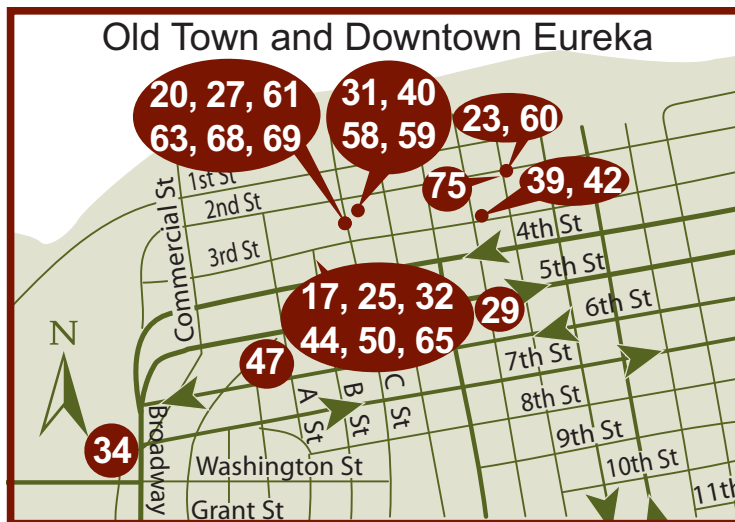 Old Town and Downtown Eureka
20, 27, 61
63, 68, 69
31, 40
58, 59
23, 60
75
39, 42
1st St
2nd St
3rd St
Commercial St
4th St
5th St
6th St
7th St
8th St
9th St
10th St
11th
17, 25, 32
44, 50, 65
29
47
34
N
A St
B St
C St
Broadway
Washington St
Grant St